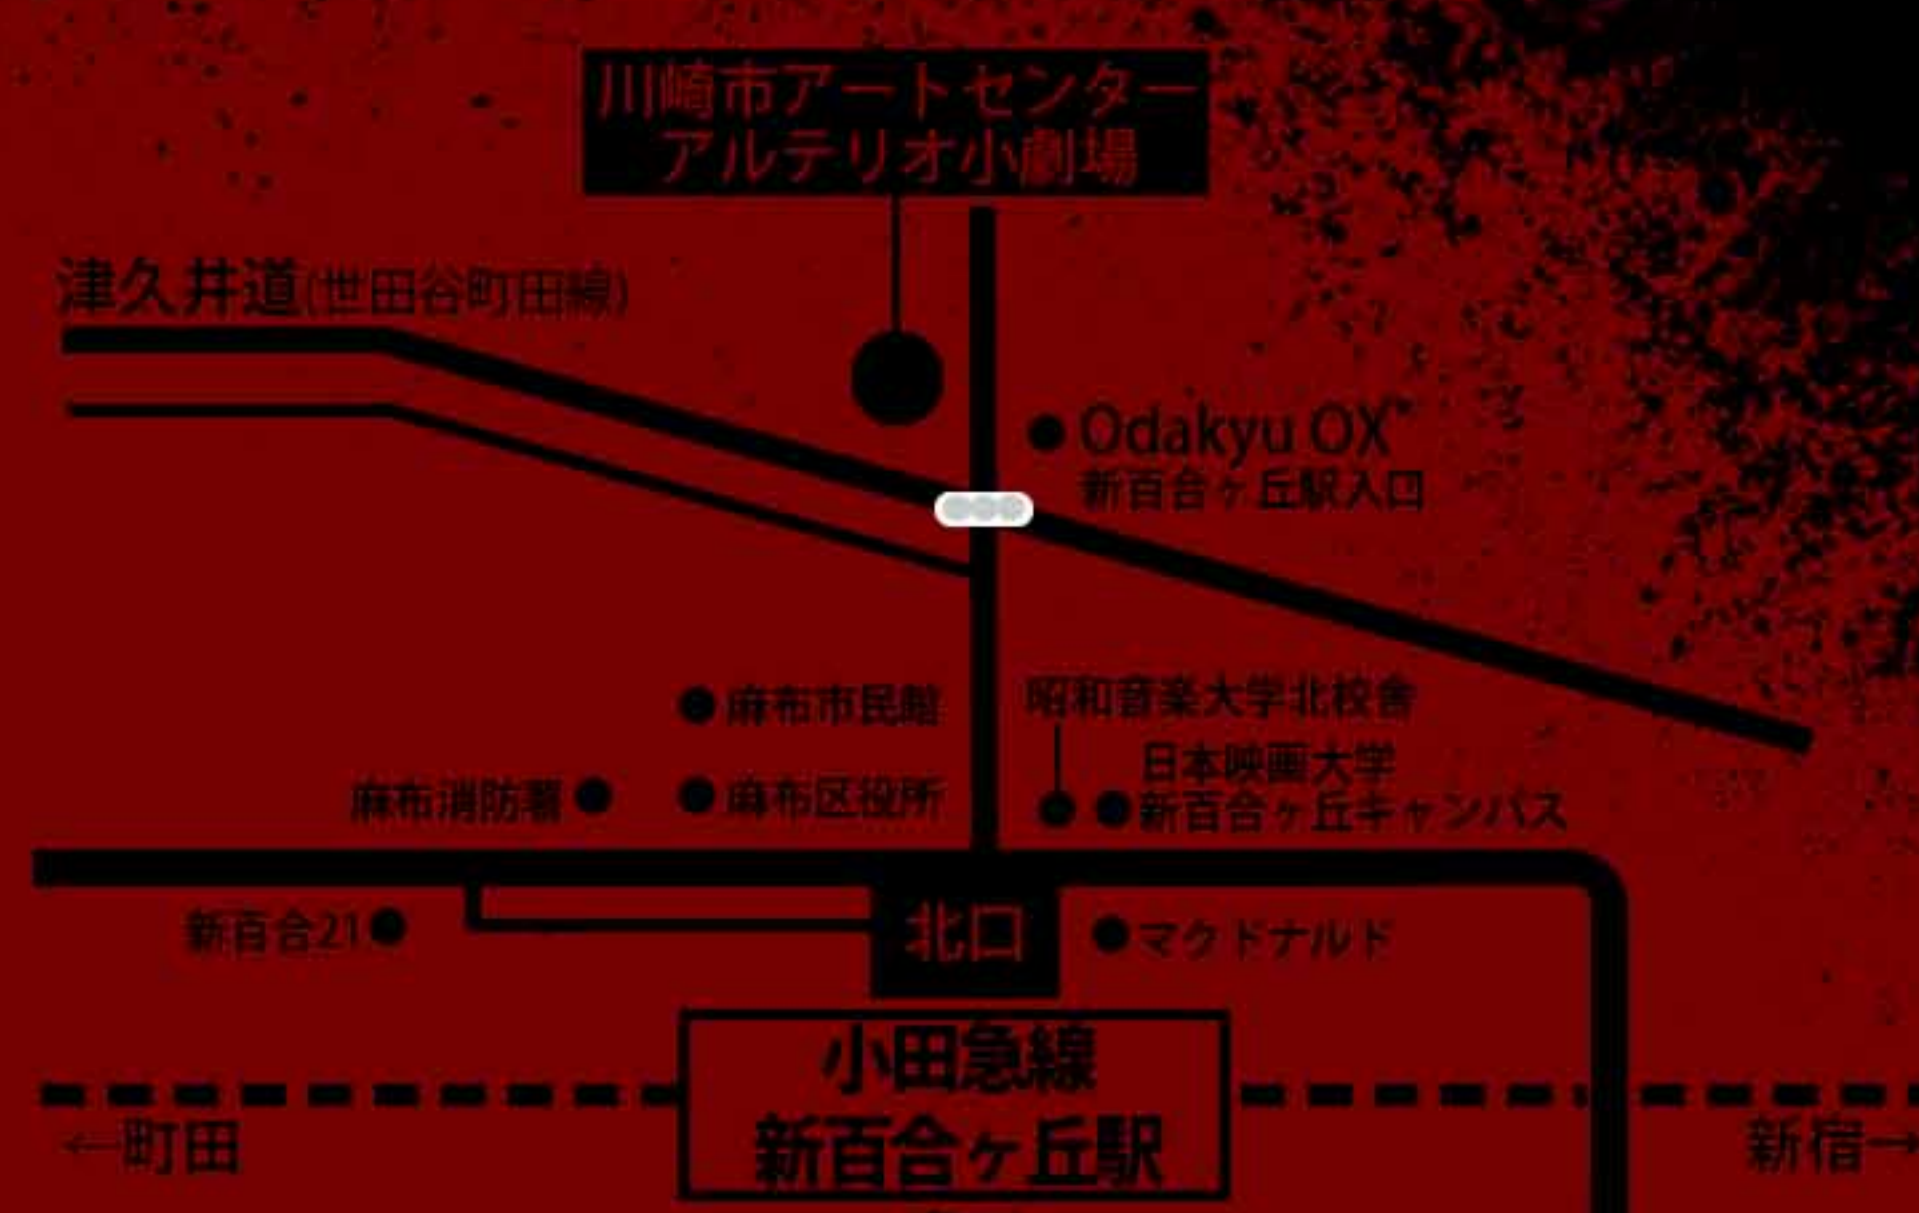 川崎市アートセンター
アルテリオ小劇場
津久井道(世田谷町田線)
Odakyu OX
新百合ヶ丘駅入口
麻布市民館
昭和音楽大学北校舎
日本映画大学
新百合ヶ丘キャンパス
麻布消防署
麻布区役所
新百合21
北口
マクドナルド
小田急線
新百合ヶ丘駅
←町田
新宿→